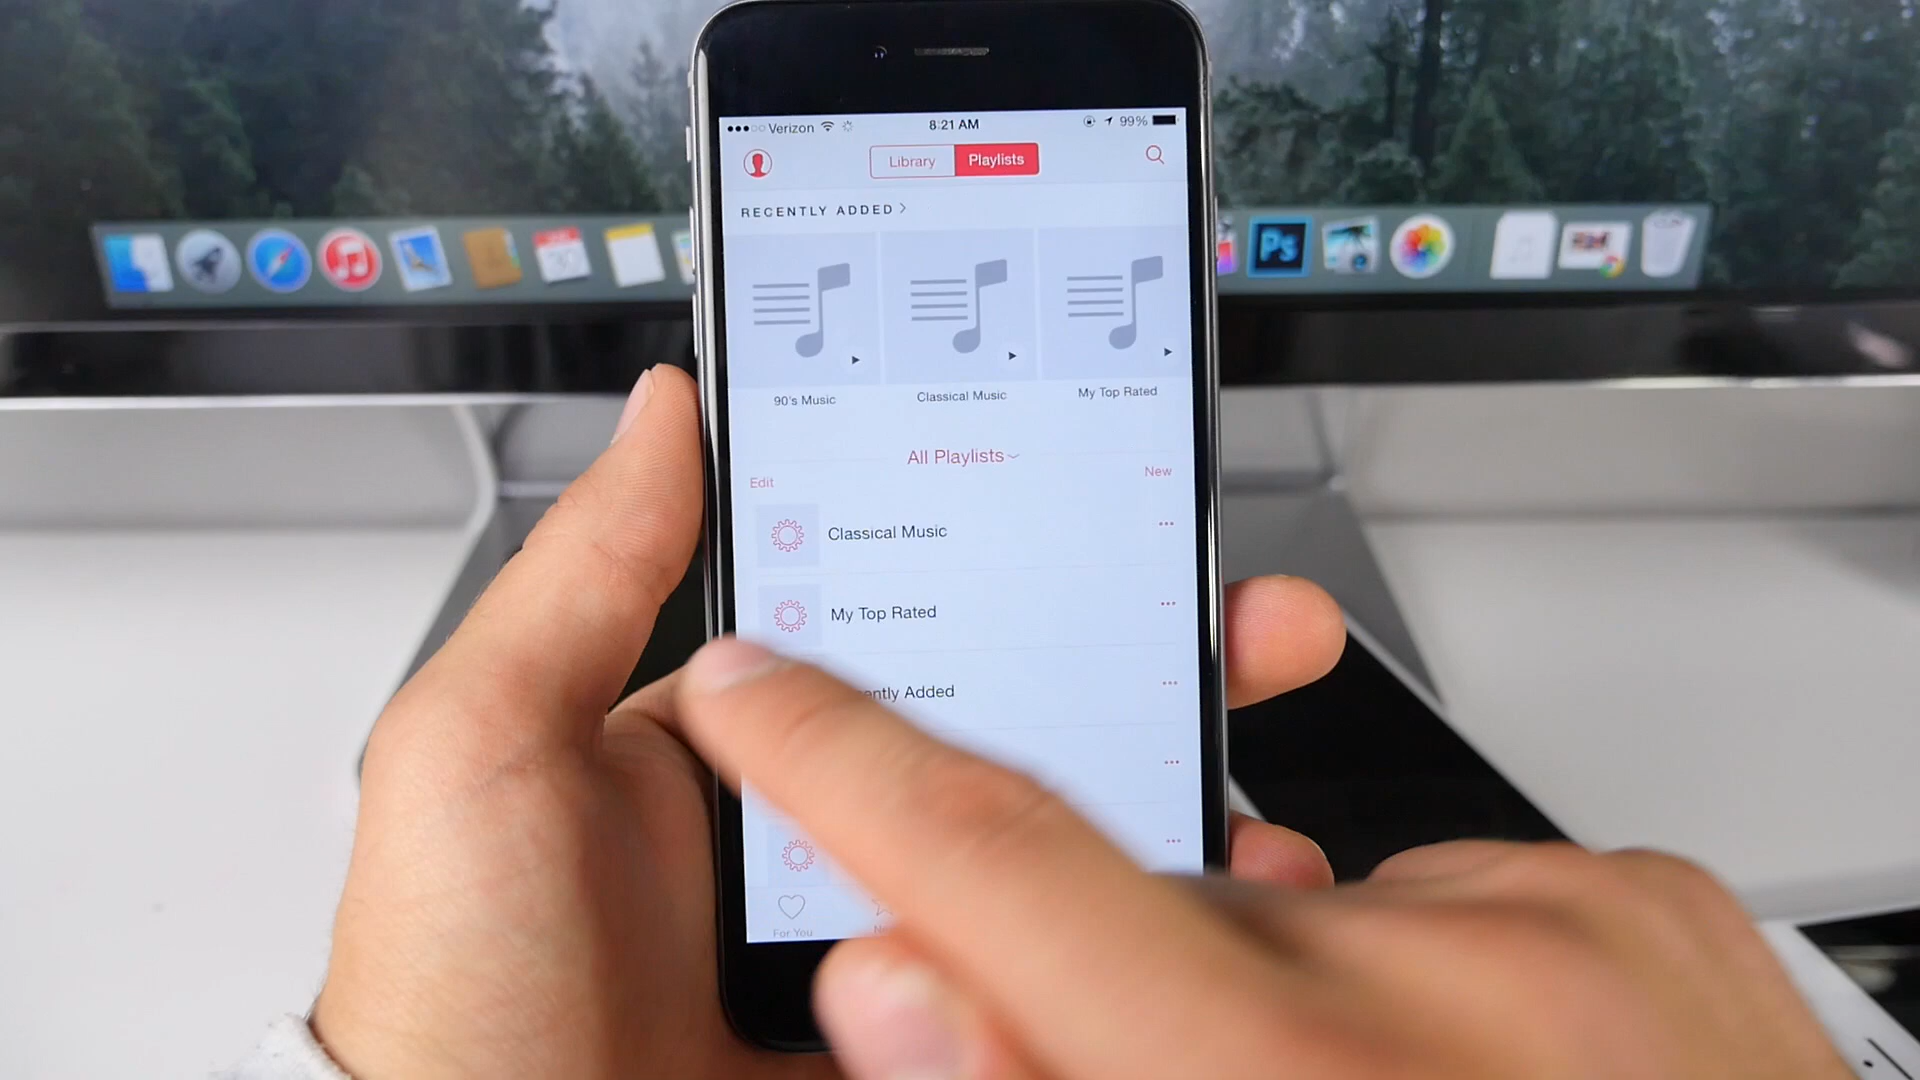 Verizon 8:21 AM 99%
Library Playlists
RECENTLY ADDED >
90's Music Classical Music My Top Rated
All Playlists
Edit New
Classical Music
My Top Rated
ently Added
For You
Ps